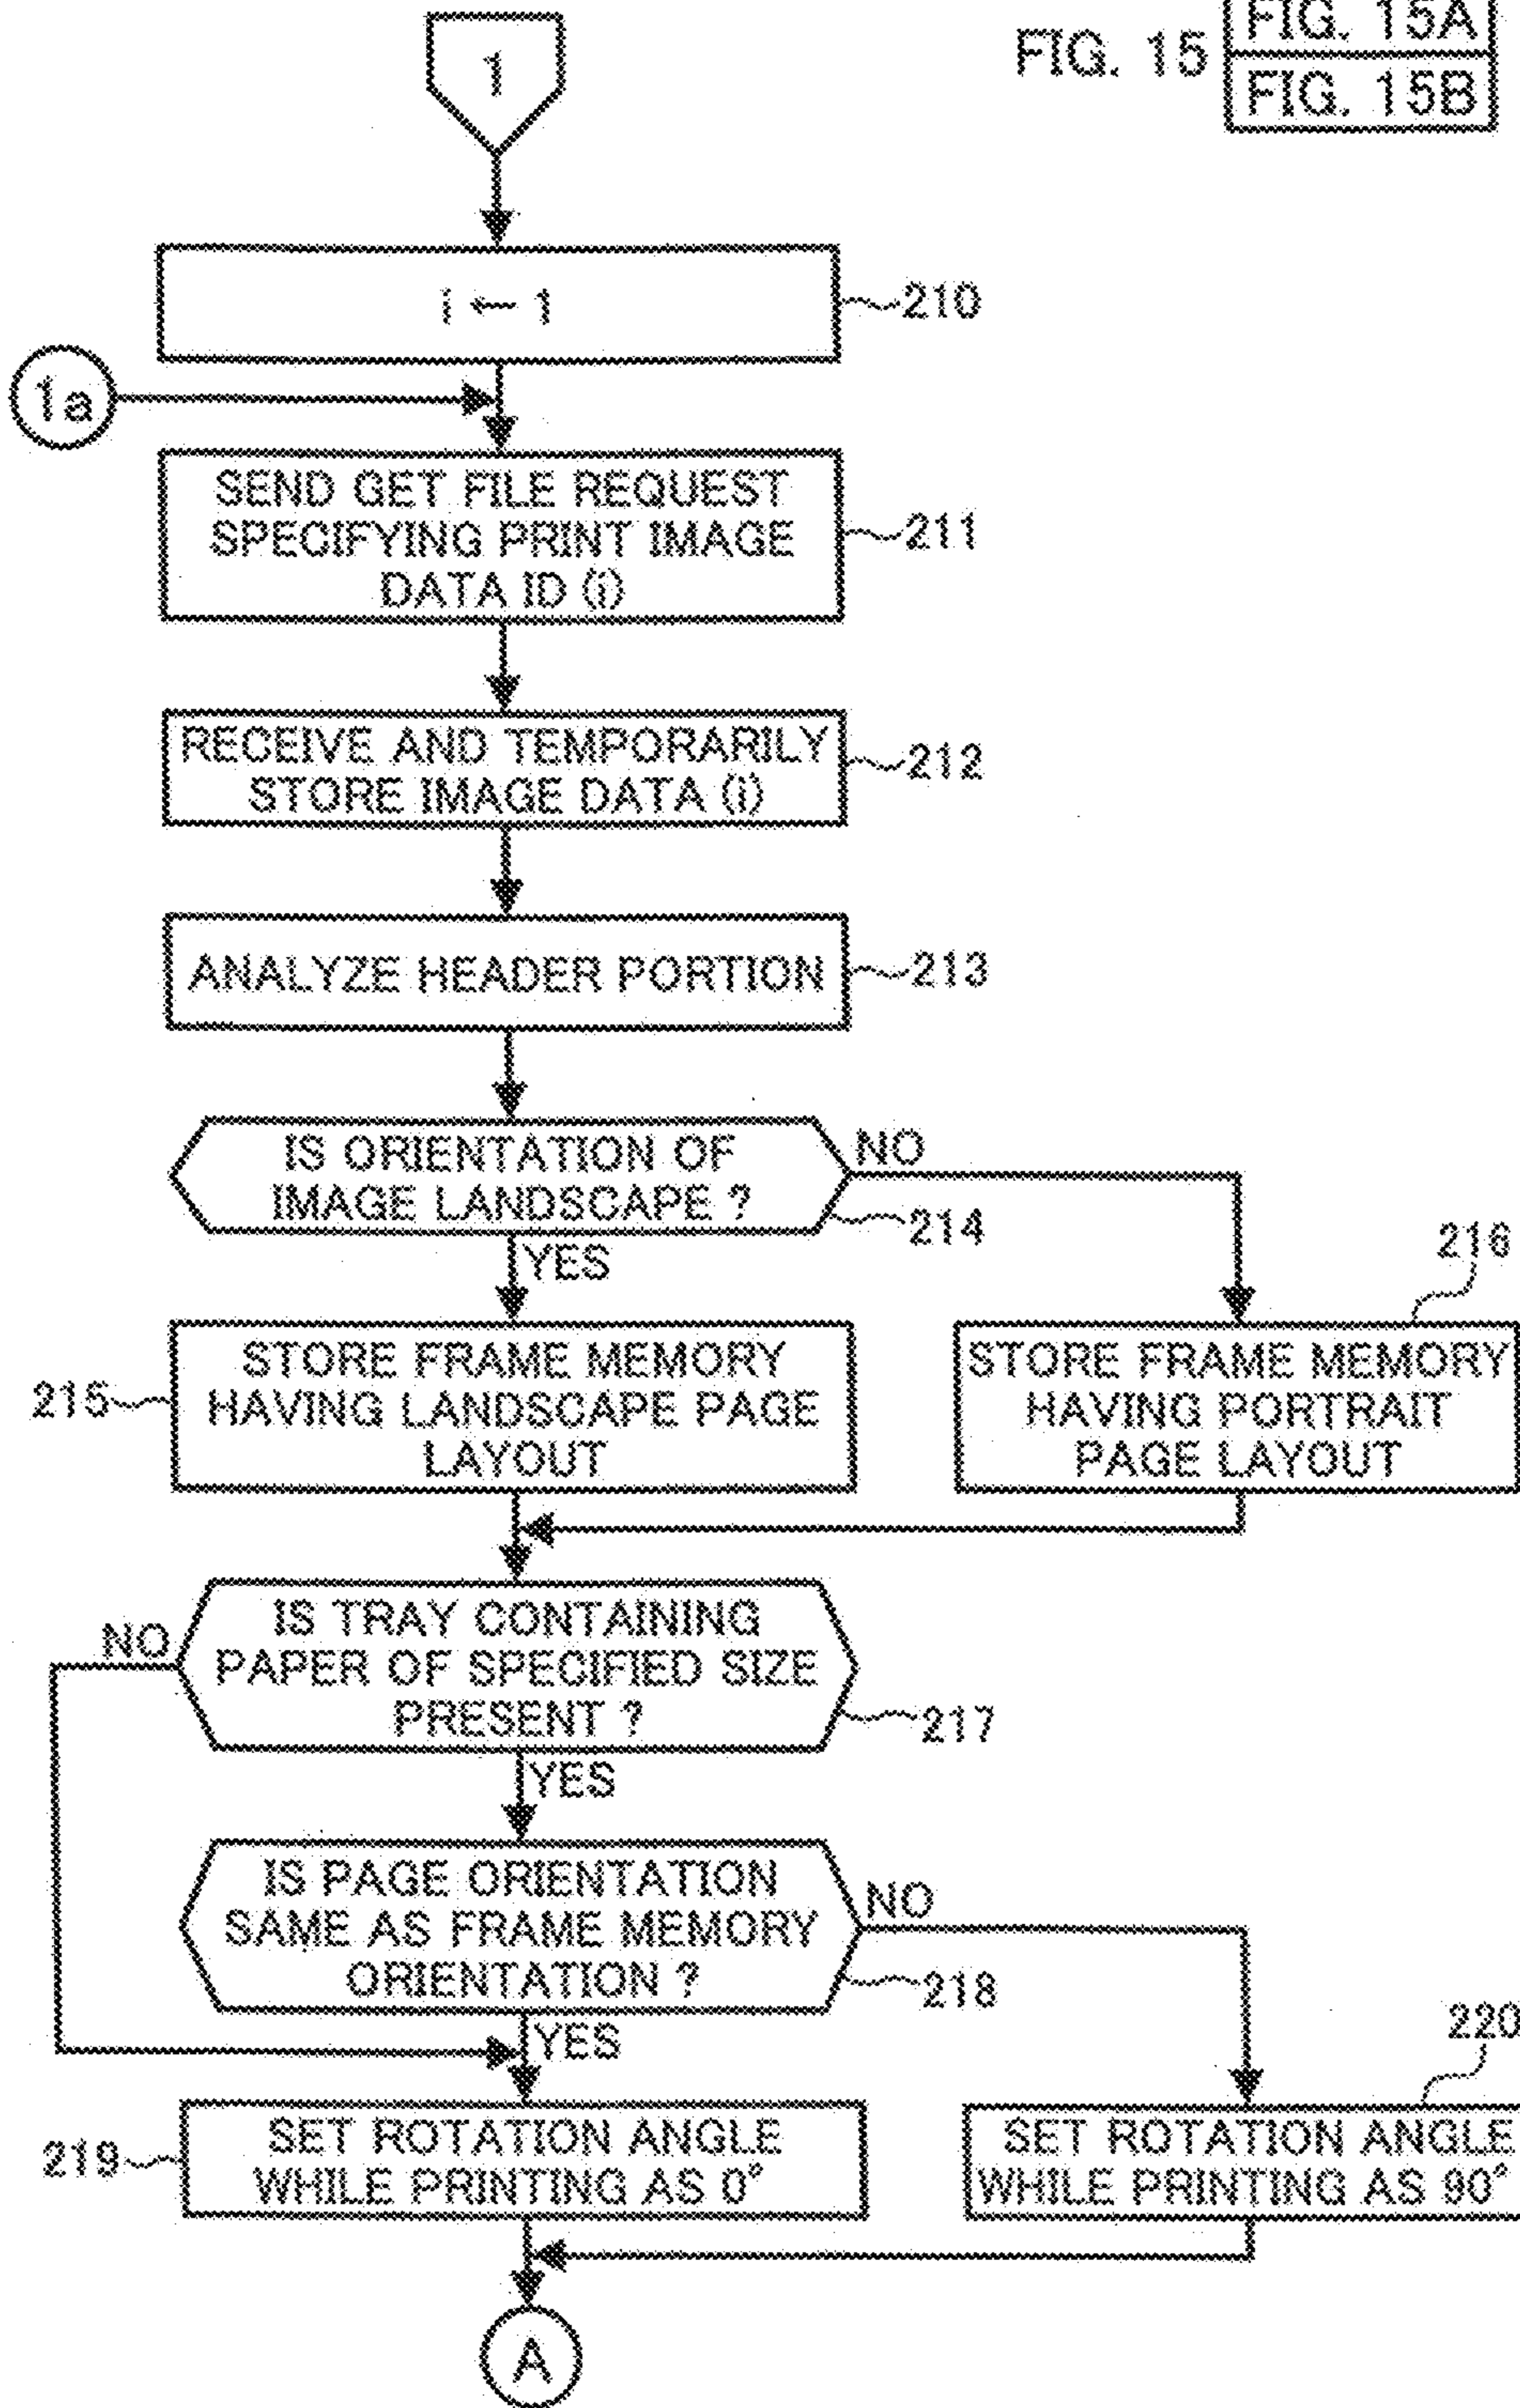 FIG. 15
FIG. 15A
FIG. 15B
1
i ← 1
210
1a
SEND GET FILE REQUEST
SPECIFYING PRINT IMAGE
DATA ID (i)
211
RECEIVE AND TEMPORARILY
STORE IMAGE DATA (i)
212
ANALYZE HEADER PORTION
213
IS ORIENTATION OF
IMAGE LANDSCAPE ?
NO
214
YES
216
215
STORE FRAME MEMORY
HAVING LANDSCAPE PAGE
LAYOUT
STORE FRAME MEMORY
HAVING PORTRAIT
PAGE LAYOUT
NO
IS TRAY CONTAINING
PAPER OF SPECIFIED SIZE
PRESENT ?
217
YES
IS PAGE ORIENTATION
SAME AS FRAME MEMORY
ORIENTATION ?
NO
218
YES
220
219
SET ROTATION ANGLE
WHILE PRINTING AS 0°
SET ROTATION ANGLE
WHILE PRINTING AS 90°
A